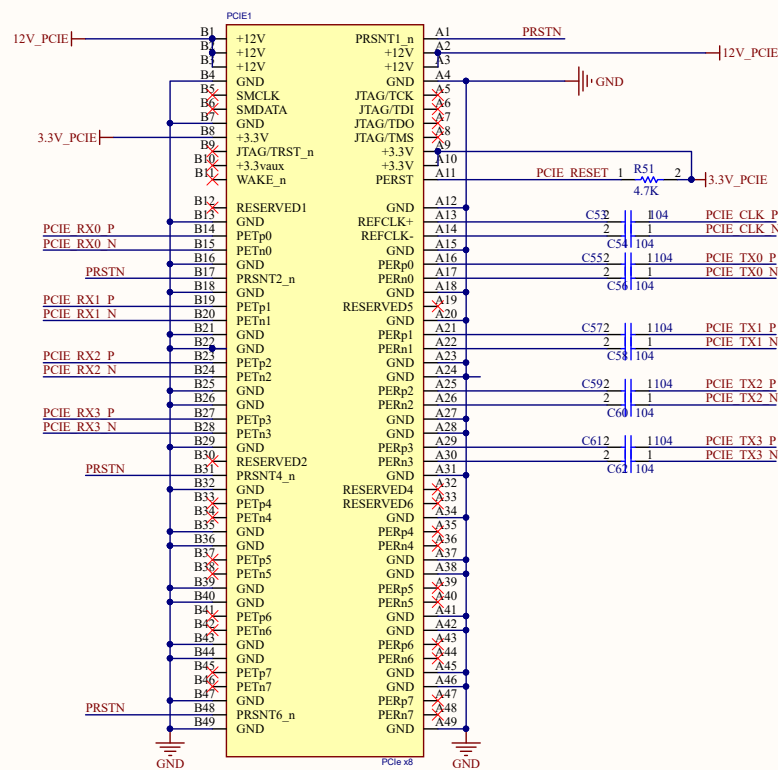 PCIE1
B1 +12V PRSNT1_n A1 PRSTN
12V_PCIE B2 +12V +12V A2 12V_PCIE
B3 +12V +12V A3
B4 GND GND A4 GND
B5 SMCLK JTAG/TCK A5
B6 SMDATA JTAG/TDI A6
B7 GND JTAG/TDO A7
3.3V_PCIE B8 +3.3V JTAG/TMS A8
B9 JTAG/TRST_n +3.3V A9
B10 +3.3vaux +3.3V A10
B11 WAKE_n PERST A11 PCIE_RESET 1 R51 2 3.3V_PCIE
4.7K
B12 RESERVED1 GND A12
B13 GND REFCLK+ A13 C53 2 1 104 PCIE_CLK_P
PCIE_RX0_P B14 PETp0 REFCLK- A14 2 1 PCIE_CLK_N
C54 104
PCIE_RX0_N B15 PETn0 GND A15
B16 GND PERp0 A16 C55 2 1 104 PCIE_TX0_P
PRSTN B17 PRSNT2_n PERn0 A17 2 1 PCIE_TX0_N
C56 104
B18 GND GND A18
PCIE_RX1_P B19 PETp1 RESERVED5 A19
PCIE_RX1_N B20 PETn1 GND A20
B21 GND PERp1 A21 C57 2 1 104 PCIE_TX1_P
B22 GND PERn1 A22 2 1 PCIE_TX1_N
C58 104
PCIE_RX2_P B23 PETp2 GND A23
PCIE_RX2_N B24 PETn2 GND A24
B25 GND PERp2 A25 C59 2 1 104 PCIE_TX2_P
B26 GND PERn2 A26 2 1 PCIE_TX2_N
C60 104
PCIE_RX3_P B27 PETp3 GND A27
PCIE_RX3_N B28 PETn3 GND A28
B29 GND PERp3 A29 C61 2 1 104 PCIE_TX3_P
B30 RESERVED2 PERn3 A30 2 1 PCIE_TX3_N
C62 104
PRSTN B31 PRSNT4_n GND A31
B32 GND RESERVED4 A32
B33 PETp4 RESERVED6 A33
B34 PETn4 GND A34
B35 GND PERp4 A35
B36 GND PERn4 A36
B37 PETp5 GND A37
B38 PETn5 GND A38
B39 GND PERp5 A39
B40 GND PERn5 A40
B41 PETp6 GND A41
B42 PETn6 GND A42
B43 GND PERp6 A43
B44 GND PERn6 A44
B45 PETp7 GND A45
B46 PETn7 GND A46
B47 GND PERp7 A47
PRSTN B48 PRSNT6_n PERn7 A48
B49 GND GND A49
GND PCIe x8 GND